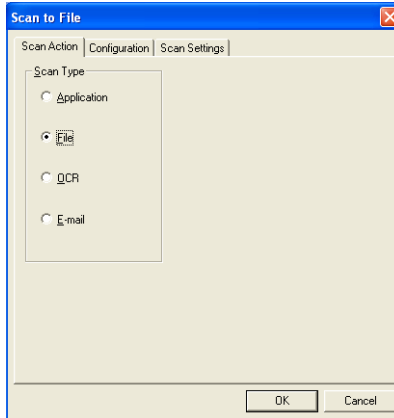 Scan to File
Scan Action Configuration Scan Settings
Scan Type
Application
File
OCR
E-mail
OK Cancel